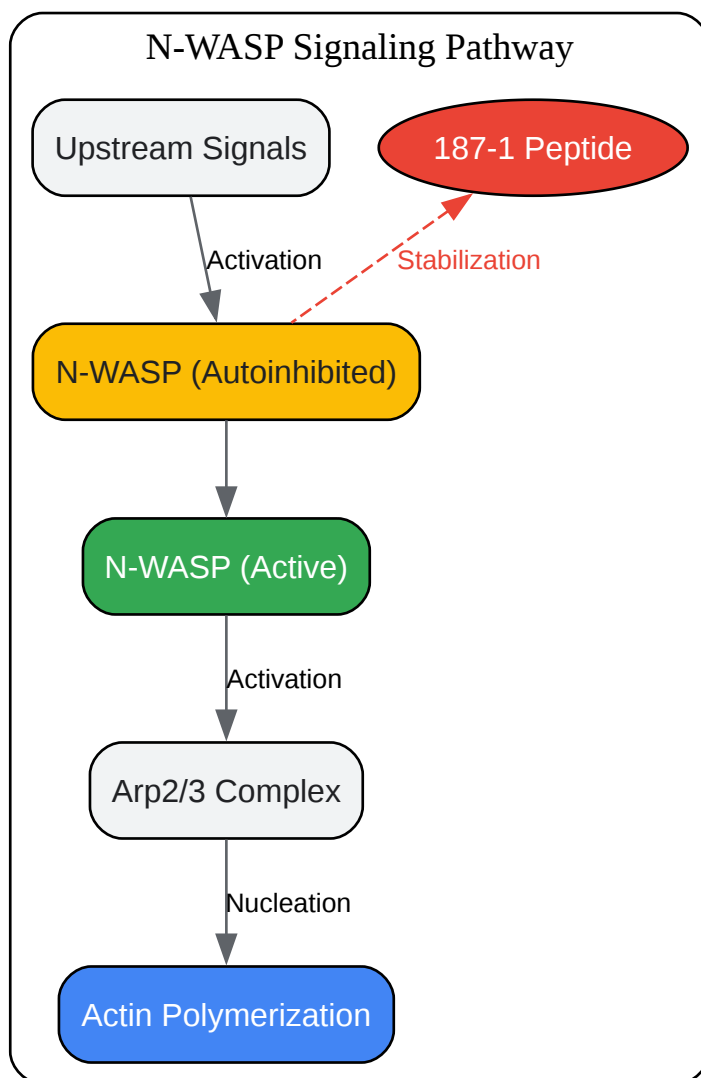 N-WASP Signaling Pathway
Upstream Signals
187-1 Peptide
Activation
Stabilization
N-WASP (Autoinhibited)
N-WASP (Active)
Activation
Arp2/3 Complex
Nucleation
Actin Polymerization